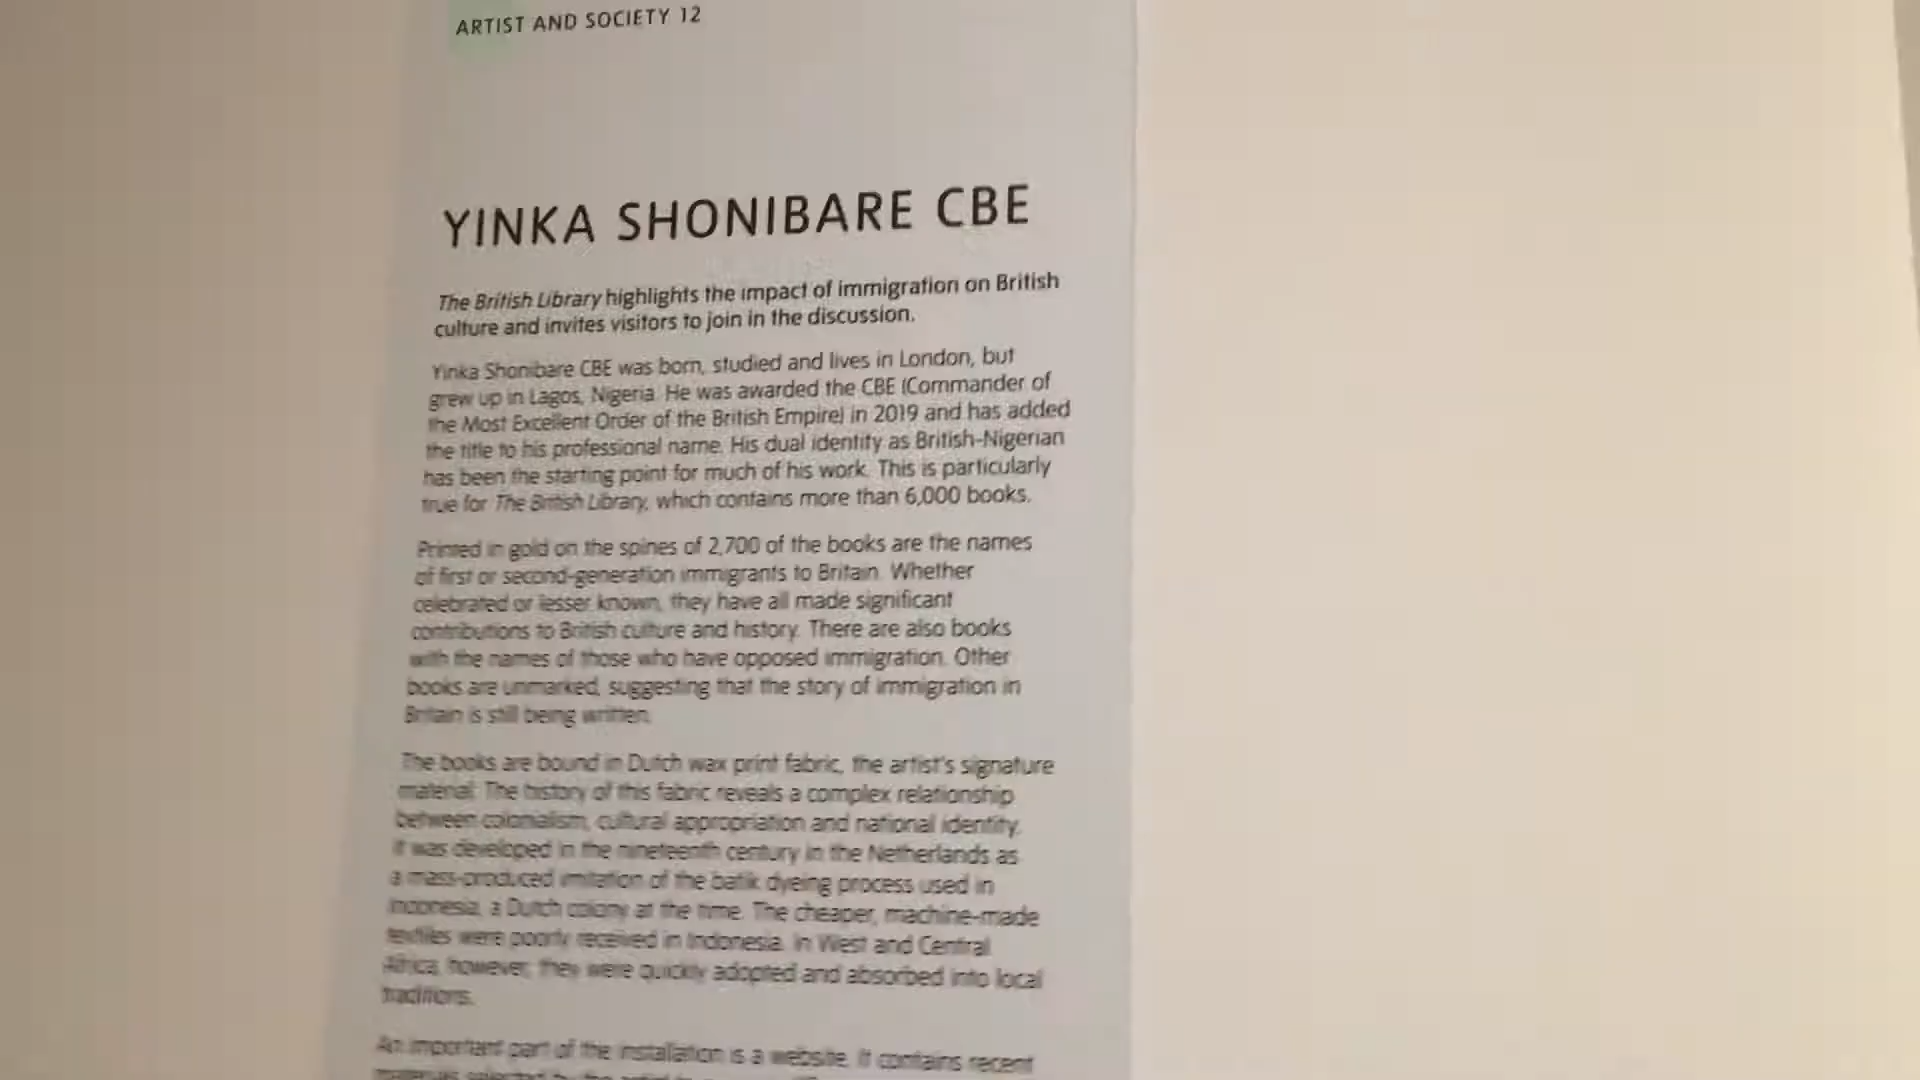 ARTIST AND SOCIETY 12
YINKA SHONIBARE CBE
The British Library highlights the impact of immigration on British
culture and invites visitors to join in the discussion.
Yinka Shonibare CBE was born, studied and lives in London, but
grew up in Lagos, Nigeria. He was awarded the CBE (Commander of
the Most Excellent Order of the British Empire) in 2019 and has added
the title to his professional name. His dual identity as British-Nigerian
has been the starting point for much of his work. This is particularly
true for The British Library, which contains more than 6,000 books.
Printed in gold on the spines of 2,700 of the books are the names
of first or second-generation immigrants to Britain. Whether
celebrated or lesser known, they have all made significant
contributions to British culture and history. There are also books
with the names of those who have opposed immigration. Other
books are unmarked, suggesting that the story of immigration in
Britain is still being written.
The books are bound in Dutch wax print fabric, the artist's signature
material. The history of this fabric reveals a complex relationship
between colonialism, cultural appropriation and national identity.
It was developed in the nineteenth century in the Netherlands as
a mass-produced imitation of the batik dyeing process used in
Indonesia, a Dutch colony at the time. The cheaper, machine-made
textiles were poorly received in Indonesia. In West and Central
Africa, however, they were quickly adopted and absorbed into local
traditions.
An important part of the installation is a website. It contains recent
materials selected by the artist